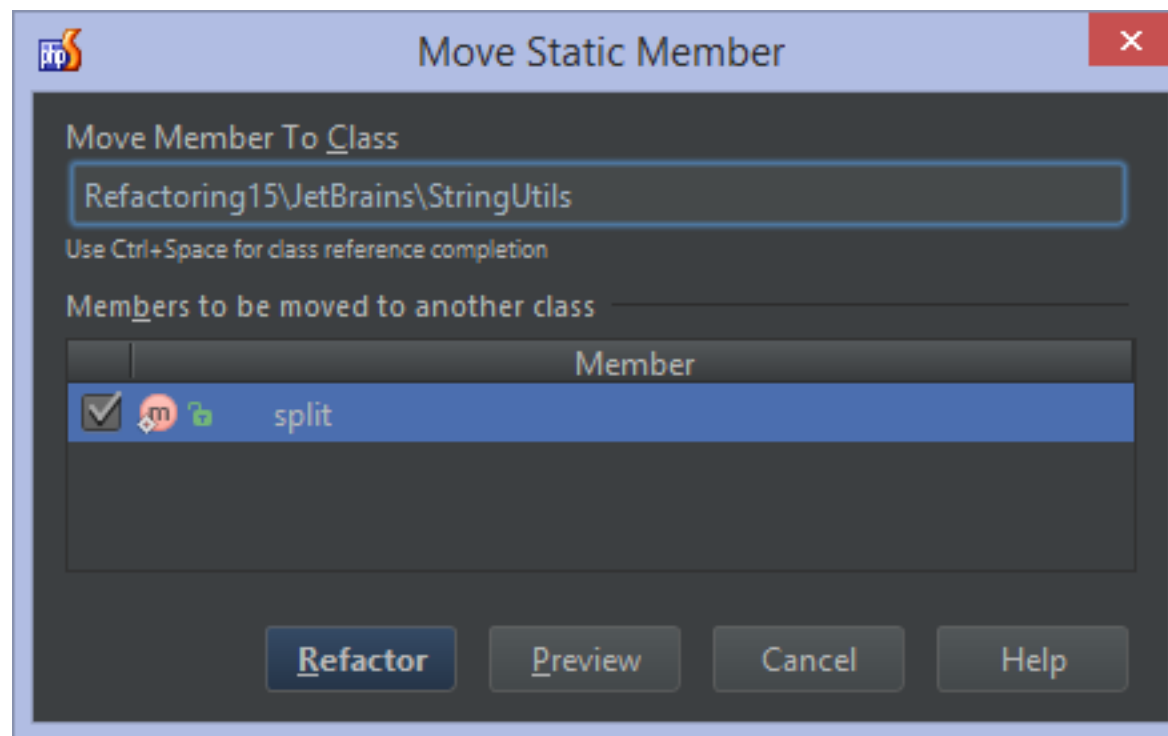 php
Move Static Member
Move Member To Class
Refactoring15\JetBrains\StringUtils
Use Ctrl+Space for class reference completion
Members to be moved to another class
Member
m split
Refactor Preview Cancel Help